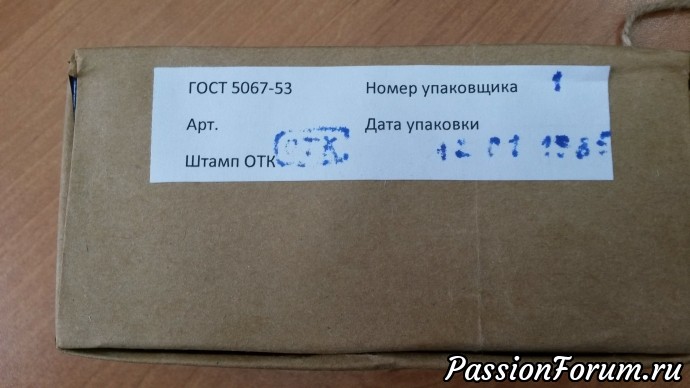 ГОСТ 5067-53 Номер упаковщика 1
Арт. Дата упаковки
Штамп ОТК ОТК 12 01 1985
PassionForum.ru